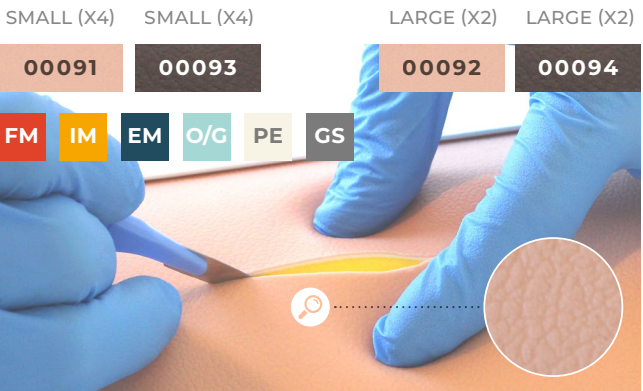 SMALL (X4) SMALL (X4) LARGE (X2) LARGE (X2)
00091 00093 00092 00094
FM IM EM O/G PE GS